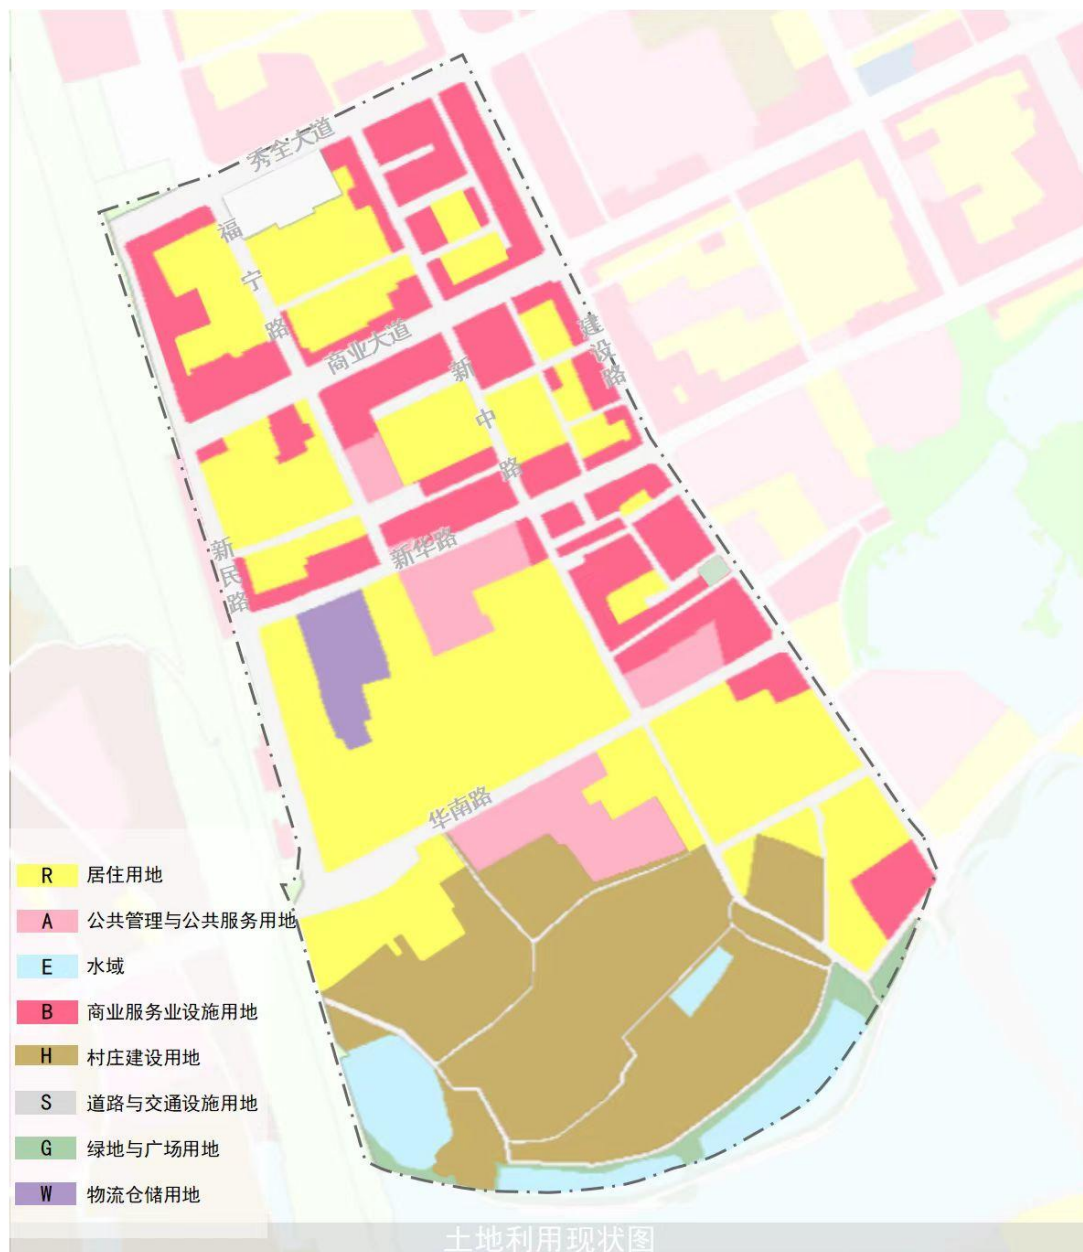 秀全大道
福宁路
商业大道
建设路
新中路
新民路
新华路
华南路
R 居住用地
A 公共管理与公共服务用地
E 水域
B 商业服务业设施用地
H 村庄建设用地
S 道路与交通设施用地
G 绿地与广场用地
W 物流仓储用地
土地利用现状图